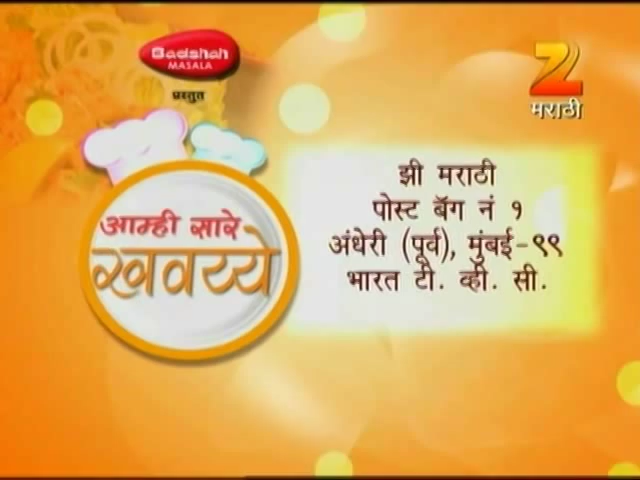 Badshah
MASALA
प्रस्तुत
मराठी
आम्ही सारे
खवय्ये
झी मराठी
पोस्ट बॅग नं १
अंधेरी (पूर्व), मुंबई-९९
भारत टी. व्ही. सी.